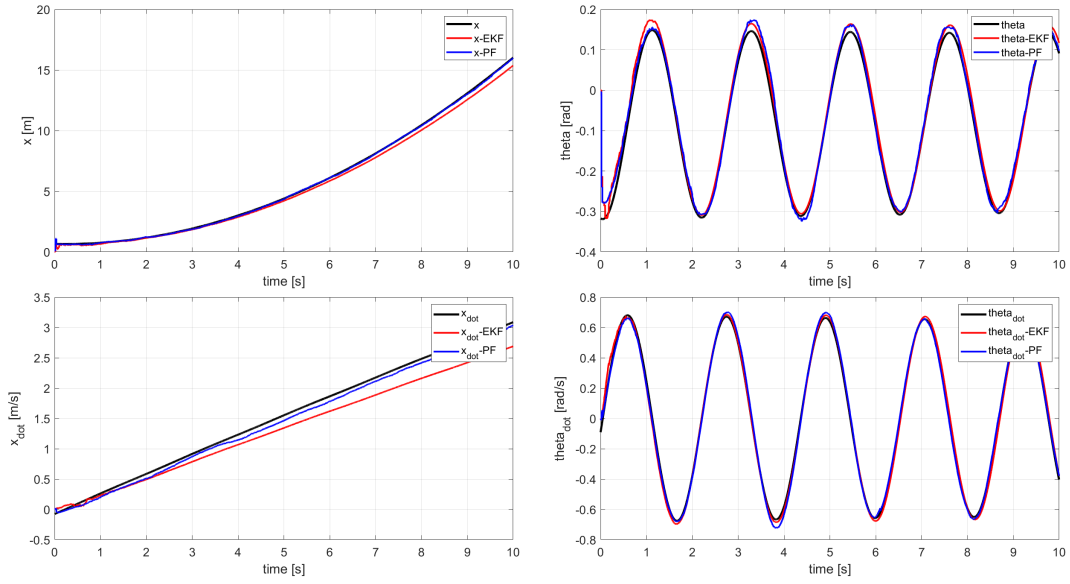 20
15
10
5
0
x [m]
0 1 2 3 4 5 6 7 8 9 10
time [s]
x
x-EKF
x-PF
0.2
0.1
0
-0.1
-0.2
-0.3
-0.4
theta [rad]
0 1 2 3 4 5 6 7 8 9 10
time [s]
theta
theta-EKF
theta-PF
3.5
3
2.5
2
1.5
1
0.5
0
-0.5
x_dot [m/s]
0 1 2 3 4 5 6 7 8 9 10
time [s]
x_dot
x_dot-EKF
x_dot-PF
0.8
0.6
0.4
0.2
0
-0.2
-0.4
-0.6
-0.8
theta_dot [rad/s]
0 1 2 3 4 5 6 7 8 9 10
time [s]
theta_dot
theta_dot-EKF
theta_dot-PF